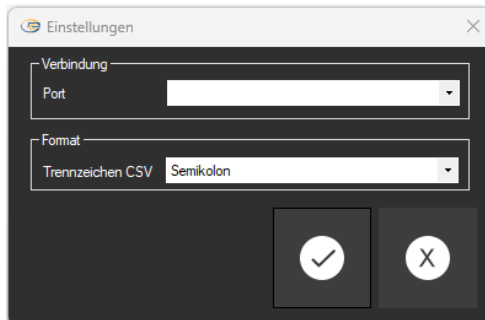 Einstellungen
Verbindung
Port
Format
Trennzeichen CSV Semikolon
X